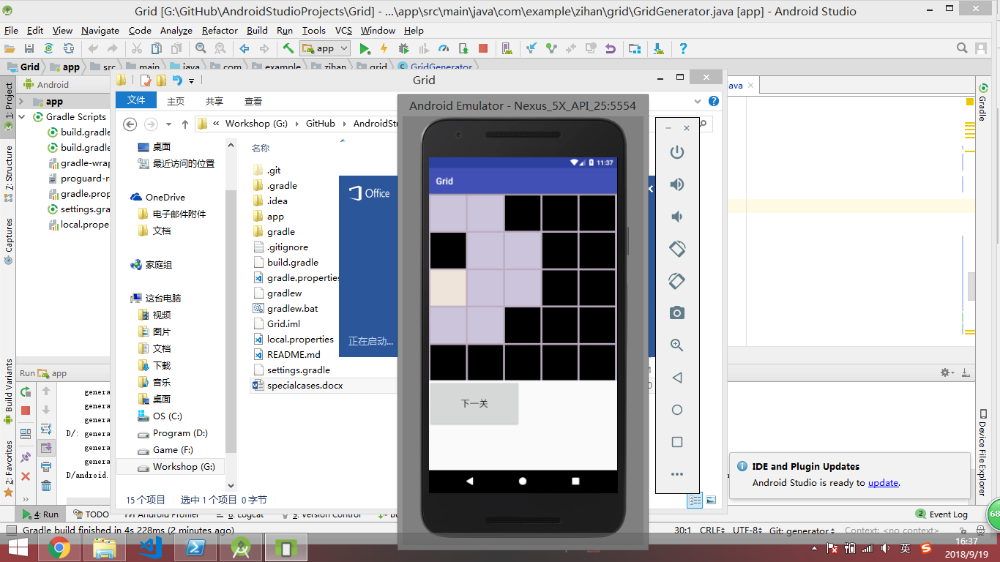 Grid [G:\GitHub\AndroidStudioProjects\Grid] - ...\app\src\main\java\com\example\zihan\grid\GridGenerator.java [app] - Android Studio
File Edit View Navigate Code Analyze Refactor Build Run Tools VCS Window Help
app
Grid app src main java com example zihan grid GridGenerator
Android
app
Gradle Scripts
build.gradle
build.gradle
gradle-wrap
proguard-r
gradle.prop
settings.gra
local.prope
1: Project
7: Structure
Captures
Build Variants
2: Favorites
Grid
文件 主页 共享 查看
« Workshop (G:) GitHub AndroidStu
桌面
最近访问的位置
OneDrive
电子邮件附件
文档
家庭组
这台电脑
视频
图片
文档
下载
音乐
桌面
OS (C:)
Program (D:)
Game (F:)
Workshop (G:)
名称
.git
.gradle
.idea
app
gradle
.gitignore
build.gradle
gradle.properties
gradlew
gradlew.bat
Grid.iml
local.properties
README.md
settings.gradle
specialcases.docx
15 个项目 选中 1 个项目 0 字节
Office
正在启动...
Android Emulator - Nexus_5X_API_25:5554
11:37
Grid
下一关
ava
Gradle
Device File Explorer
Run app
genera
genera
genera
D/: genera
genera
genera
D/android.
IDE and Plugin Updates
Android Studio is ready to update.
4: Run TODO Android Profiler 6: Logcat 9: Version Control
2 Event Log
Gradle build finished in 4s 228ms (2 minutes ago)
30:1 CRLF UTF-8 Git: generator Context: <no context>
68
英
16:37
2018/9/19